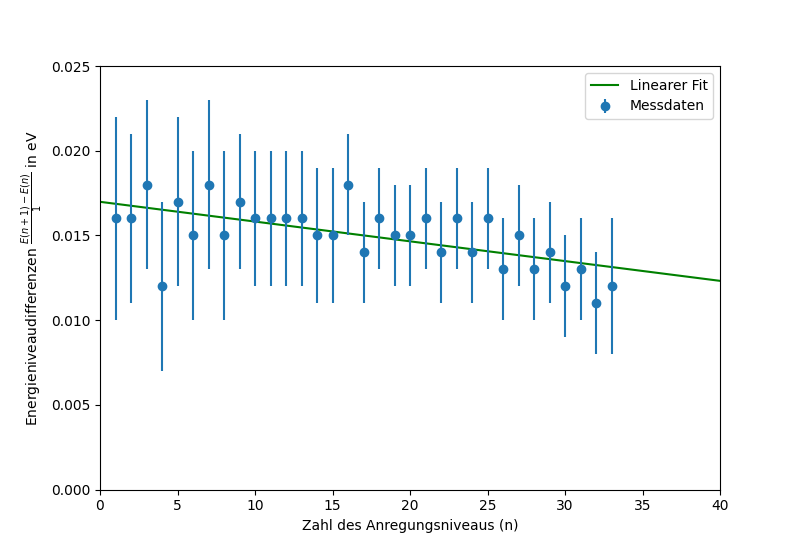 Linearer Fit
Messdaten
Energieniveaudifferenzen E(n+1)−E(n)/1 in eV
0.025
0.020
0.015
0.010
0.005
0.000
0 5 10 15 20 25 30 35 40
Zahl des Anregungsniveaus (n)